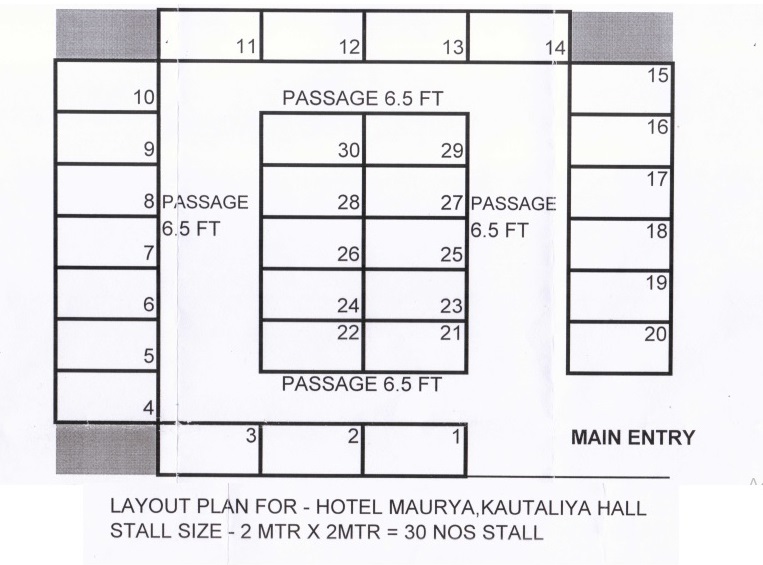 11 12 13 14
15
10 PASSAGE 6.5 FT
16
9 30 29
17
8 PASSAGE 28 27 PASSAGE
6.5 FT 6.5 FT 18
7 26 25
19
6 24 23
22 21 20
5
PASSAGE 6.5 FT
4
3 2 1 MAIN ENTRY
LAYOUT PLAN FOR - HOTEL MAURYA,KAUTALIYA HALL
STALL SIZE - 2 MTR X 2MTR = 30 NOS STALL